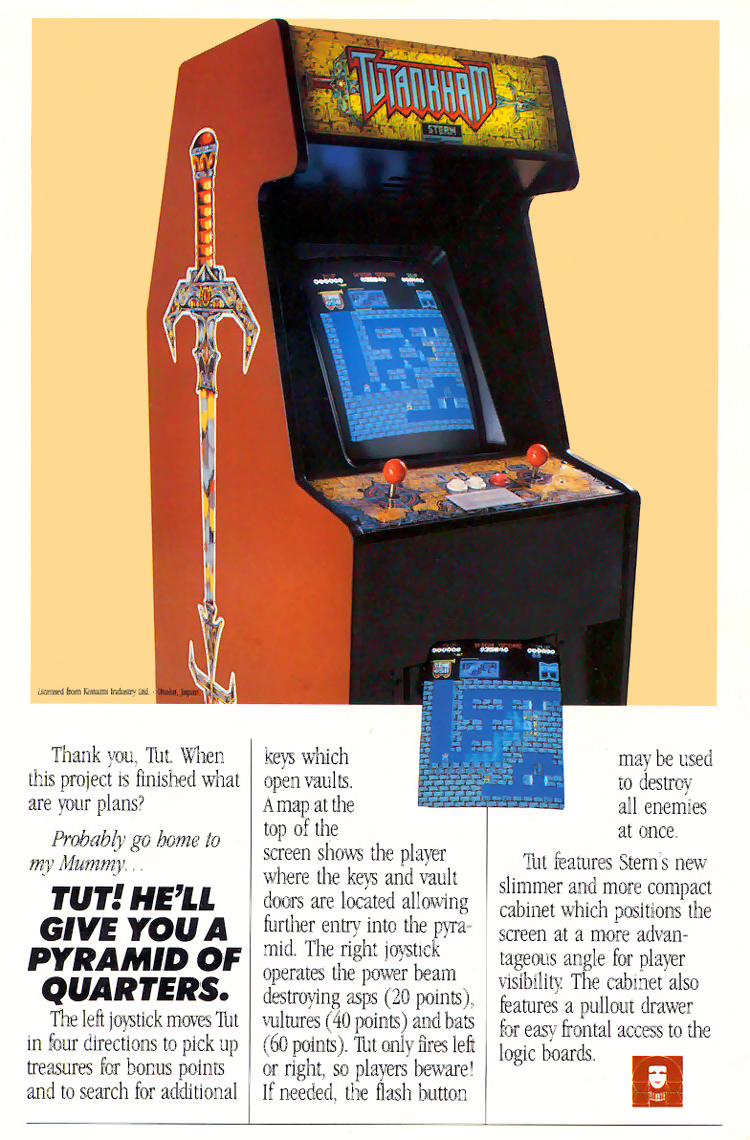 TUTANKHAM
STERN
Licensed from Konami Industry Ltd. · Osaka, Japan
Thank you, Tut. When
this project is finished what
are your plans?
Probably go home to
my Mummy...
TUT! HE'LL
GIVE YOU A
PYRAMID OF
QUARTERS.
The left joystick moves Tut
in four directions to pick up
treasures for bonus points
and to search for additional
keys which
open vaults.
A map at the
top of the
screen shows the player
where the keys and vault
doors are located allowing
further entry into the pyra-
mid. The right joystick
operates the power beam
destroying asps (20 points),
vultures (40 points) and bats
(60 points). Tut only fires left
or right, so players beware!
If needed, the flash button
may be used
to destroy
all enemies
at once.
Tut features Stern's new
slimmer and more compact
cabinet which positions the
screen at a more advan-
tageous angle for player
visibility. The cabinet also
features a pullout drawer
for easy frontal access to the
logic boards.